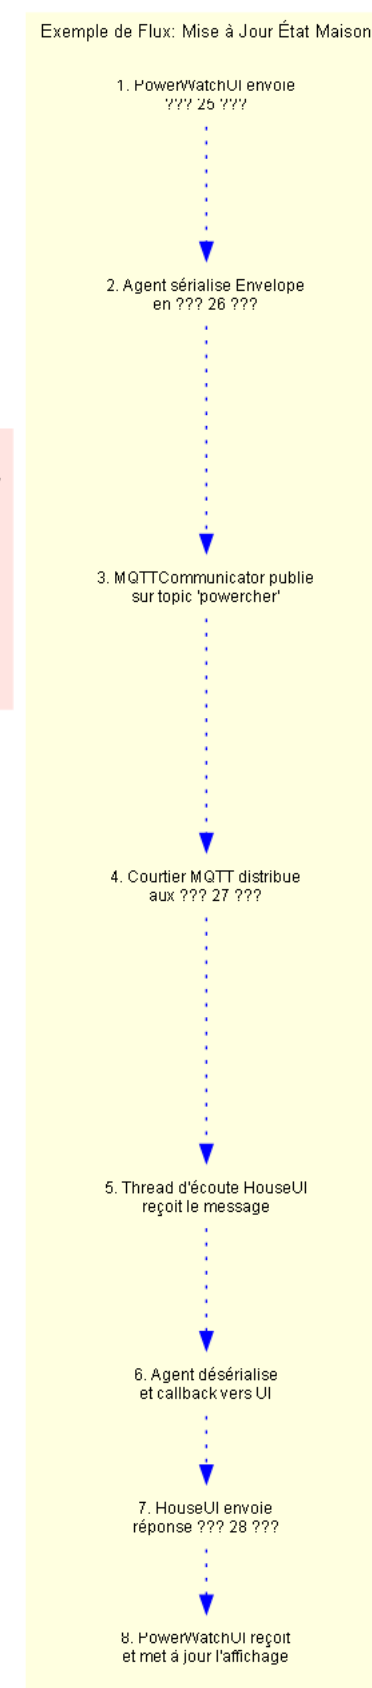 Exemple de Flux: Mise à Jour État Maison
1. PowerWatchUI envoie
??? 25 ???
2. Agent sérialise Envelope
en ??? 26 ???
3. MQTTCommunicator publie
sur topic 'powercher'
4. Courtier MQTT distribue
aux ??? 27 ???
5. Thread d'écoute HouseUI
reçoit le message
6. Agent désérialise
et callback vers UI
7. HouseUI envoie
réponse ??? 28 ???
8. PowerWatchUI reçoit
et met à jour l'affichage